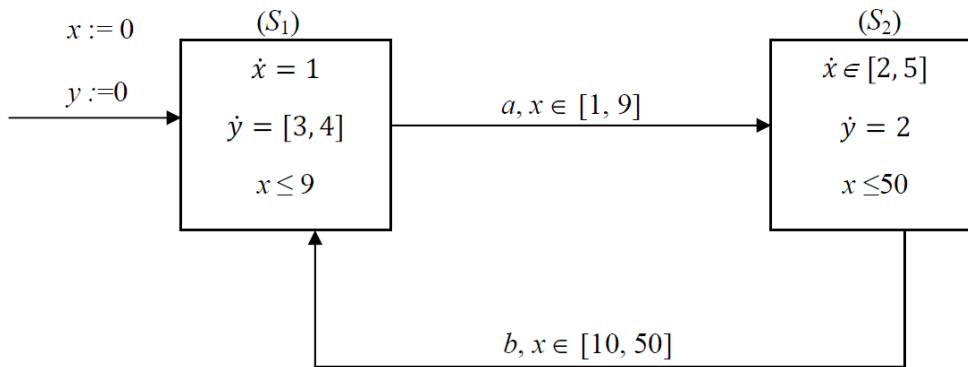 x := 0
y :=0
(S₁)
ẋ = 1
ẏ = [3, 4]
x ≤ 9
a, x ∈ [1, 9]
(S₂)
ẋ ∈ [2, 5]
ẏ = 2
x ≤50
b, x ∈ [10, 50]